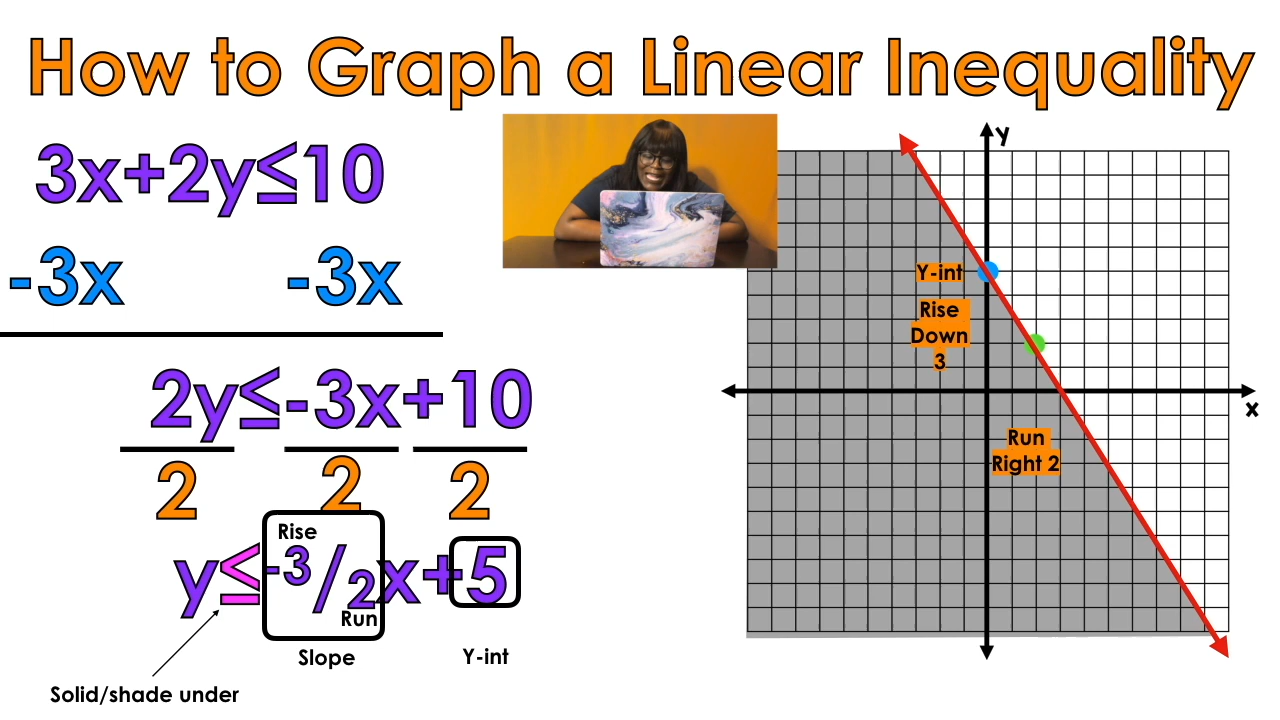 How to Graph a Linear Inequality
3x+2y≤10
-3x -3x
2y≤-3x+10
2 2 2
Rise
y≤-3/2x+5
Run
Slope Y-int
Solid/shade under
y
Y-int
Rise
Down
3
x
Run
Right 2